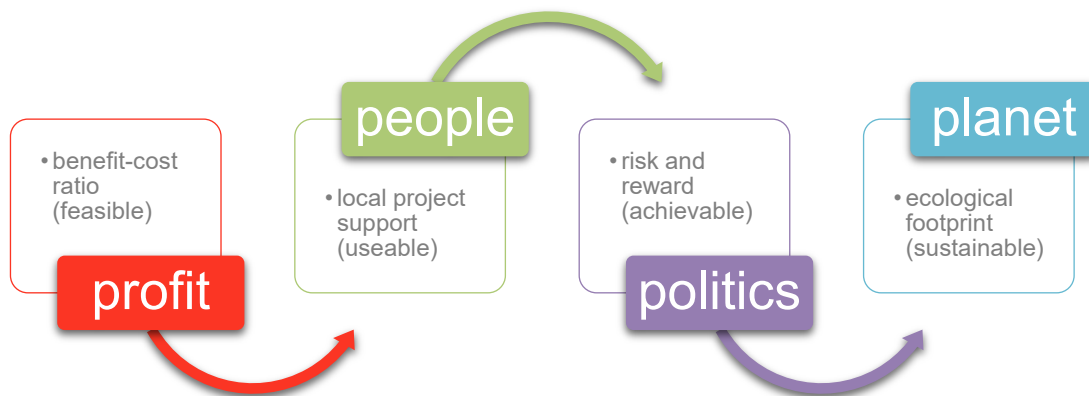 • benefit-cost
ratio
(feasible)
profit
people
• local project
support
(useable)
• risk and
reward
(achievable)
politics
planet
• ecological
footprint
(sustainable)